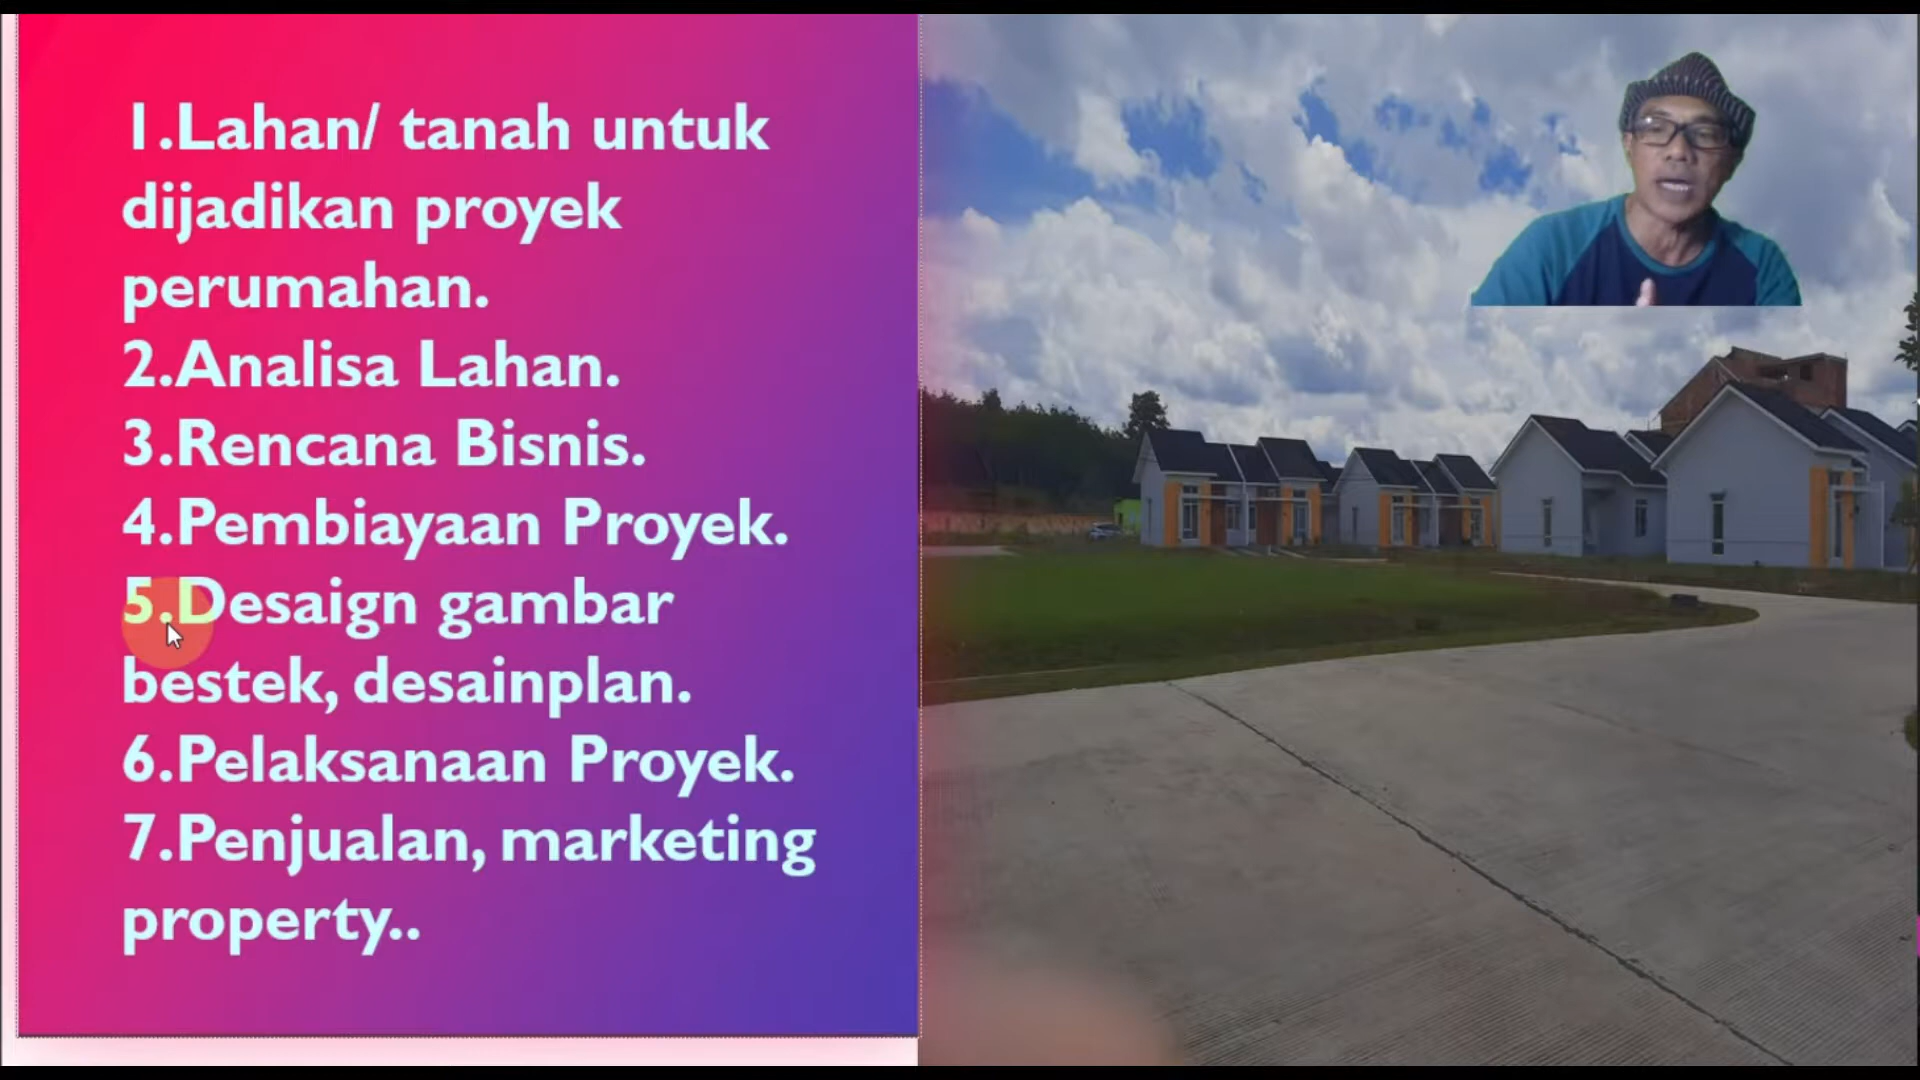 1.Lahan/ tanah untuk
dijadikan proyek
perumahan.
2.Analisa Lahan.
3.Rencana Bisnis.
4.Pembiayaan Proyek.
5.Desaign gambar
bestek, desainplan.
6.Pelaksanaan Proyek.
7.Penjualan, marketing
property..